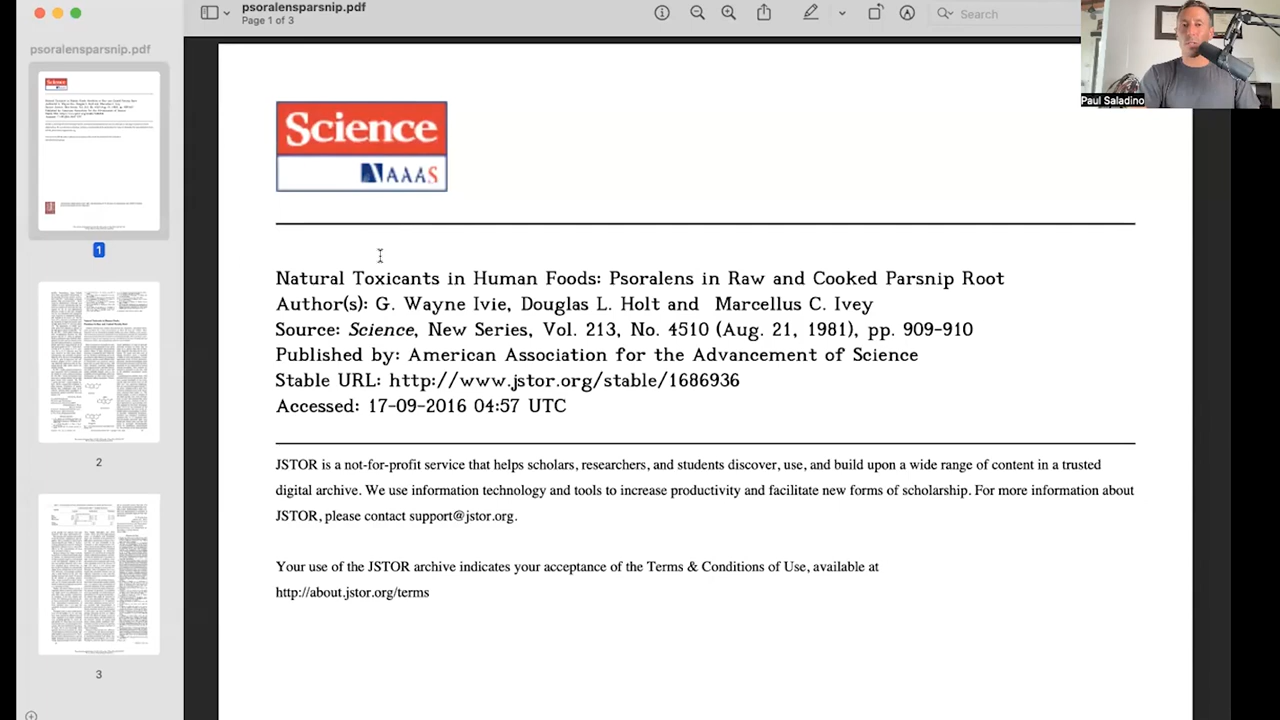 psoralensparsnip.pdf
Page 1 of 3
Search
Paul Saladino
psoralensparsnip.pdf
1
2
3
Science
AAAS
Natural Toxicants in Human Foods: Psoralens in Raw and Cooked Parsnip Root
Author(s): G. Wayne Ivie, Douglas L. Holt and Marcellus C. Ivey
Source: Science, New Series, Vol. 213, No. 4510 (Aug. 21, 1981), pp. 909-910
Published by: American Association for the Advancement of Science
Stable URL: http://www.jstor.org/stable/1686936
Accessed: 17-09-2016 04:57 UTC
JSTOR is a not-for-profit service that helps scholars, researchers, and students discover, use, and build upon a wide range of content in a trusted
digital archive. We use information technology and tools to increase productivity and facilitate new forms of scholarship. For more information about
JSTOR, please contact support@jstor.org.
Your use of the JSTOR archive indicates your acceptance of the Terms & Conditions of Use, available at
http://about.jstor.org/terms